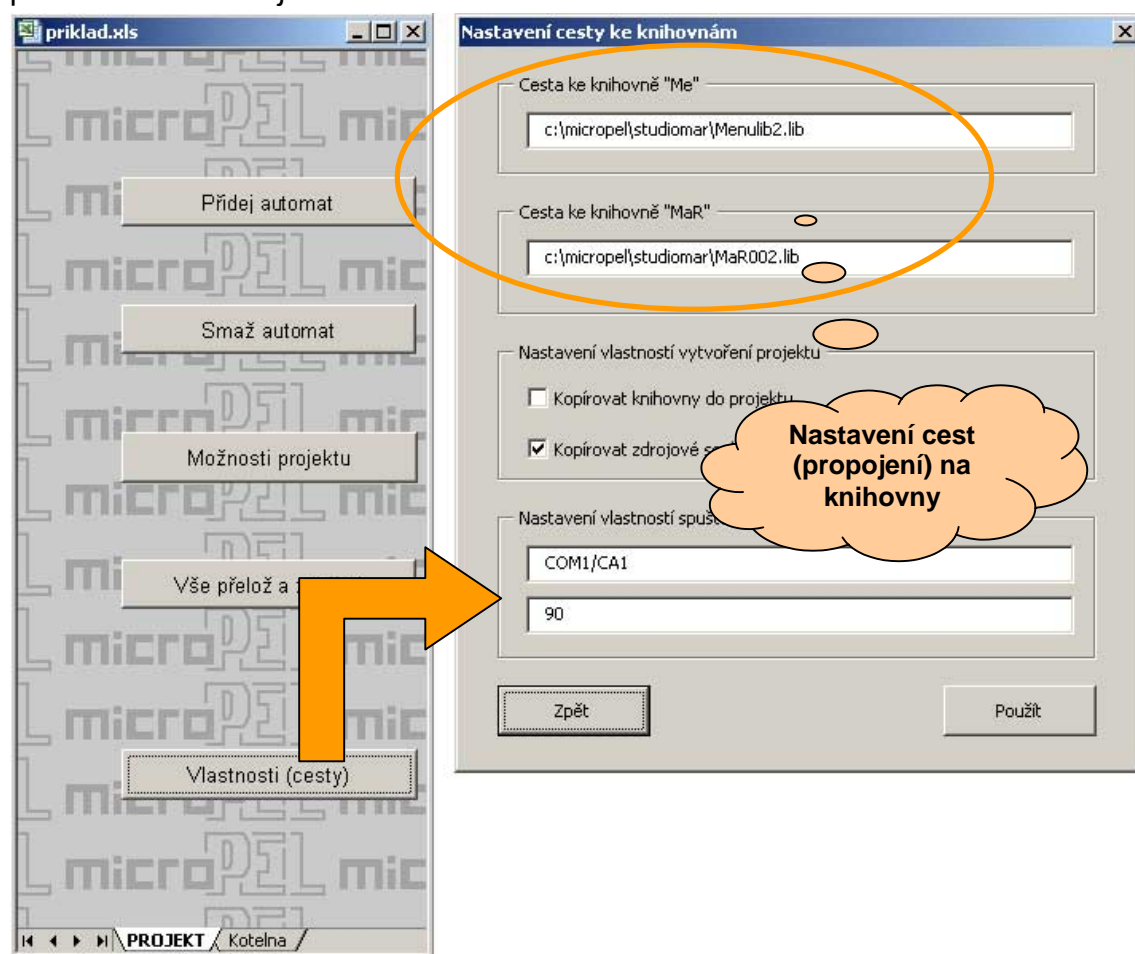 priklad.xls
microPEL
Přidej automat
Smaž automat
Možnosti projektu
Vše přelož a
Vlastnosti (cesty)
PROJEKT
Kotelna
Nastavení cesty ke knihovnám
Cesta ke knihovně "Me"
c:\micropel\studiomar\Menulib2.lib
Cesta ke knihovně "MaR"
c:\micropel\studiomar\MaR002.lib
Nastavení vlastností vytvoření projektu
Kopírovat knihovny do projektu
Kopírovat zdrojové
Nastavení cest
(propojení) na
knihovny
Nastavení vlastností
COM1/CA1
90
Zpět
Použít